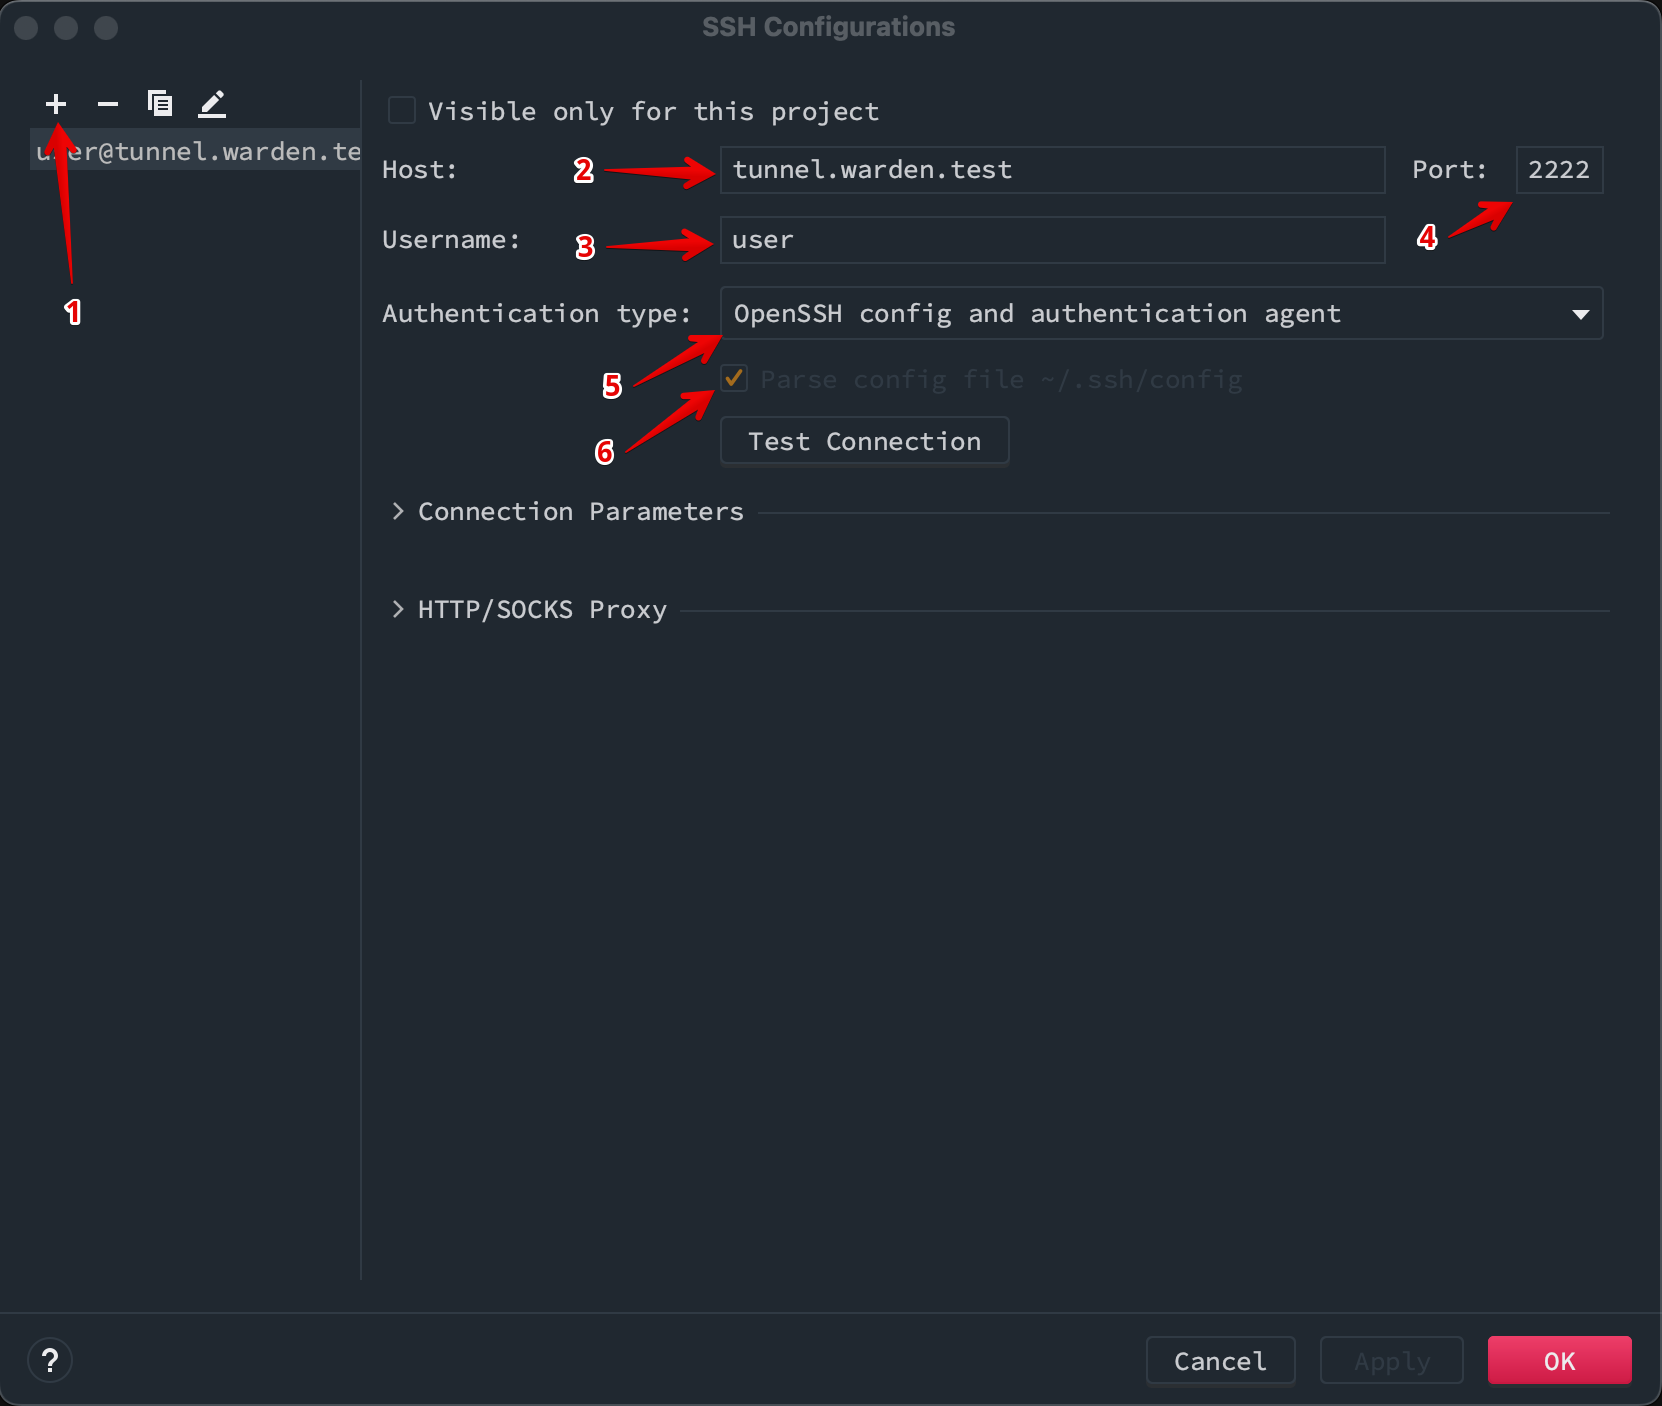 SSH Configurations
Visible only for this project
user@tunnel.warden.te
Host: 2 tunnel.warden.test Port: 2222
4
Username: 3 user
1
Authentication type: OpenSSH config and authentication agent
5
Parse config file ~/.ssh/config
6
Test Connection
Connection Parameters
HTTP/SOCKS Proxy
? Cancel Apply OK